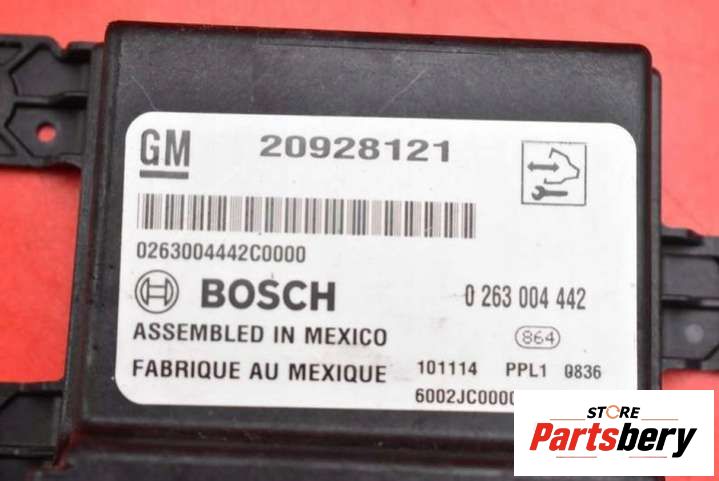 GM 20928121
0263004442C0000
BOSCH 0 263 004 442
ASSEMBLED IN MEXICO 864
FABRIQUE AU MEXIQUE 101114 PPL1 0836
6002JC0000
STORE
Partsbery